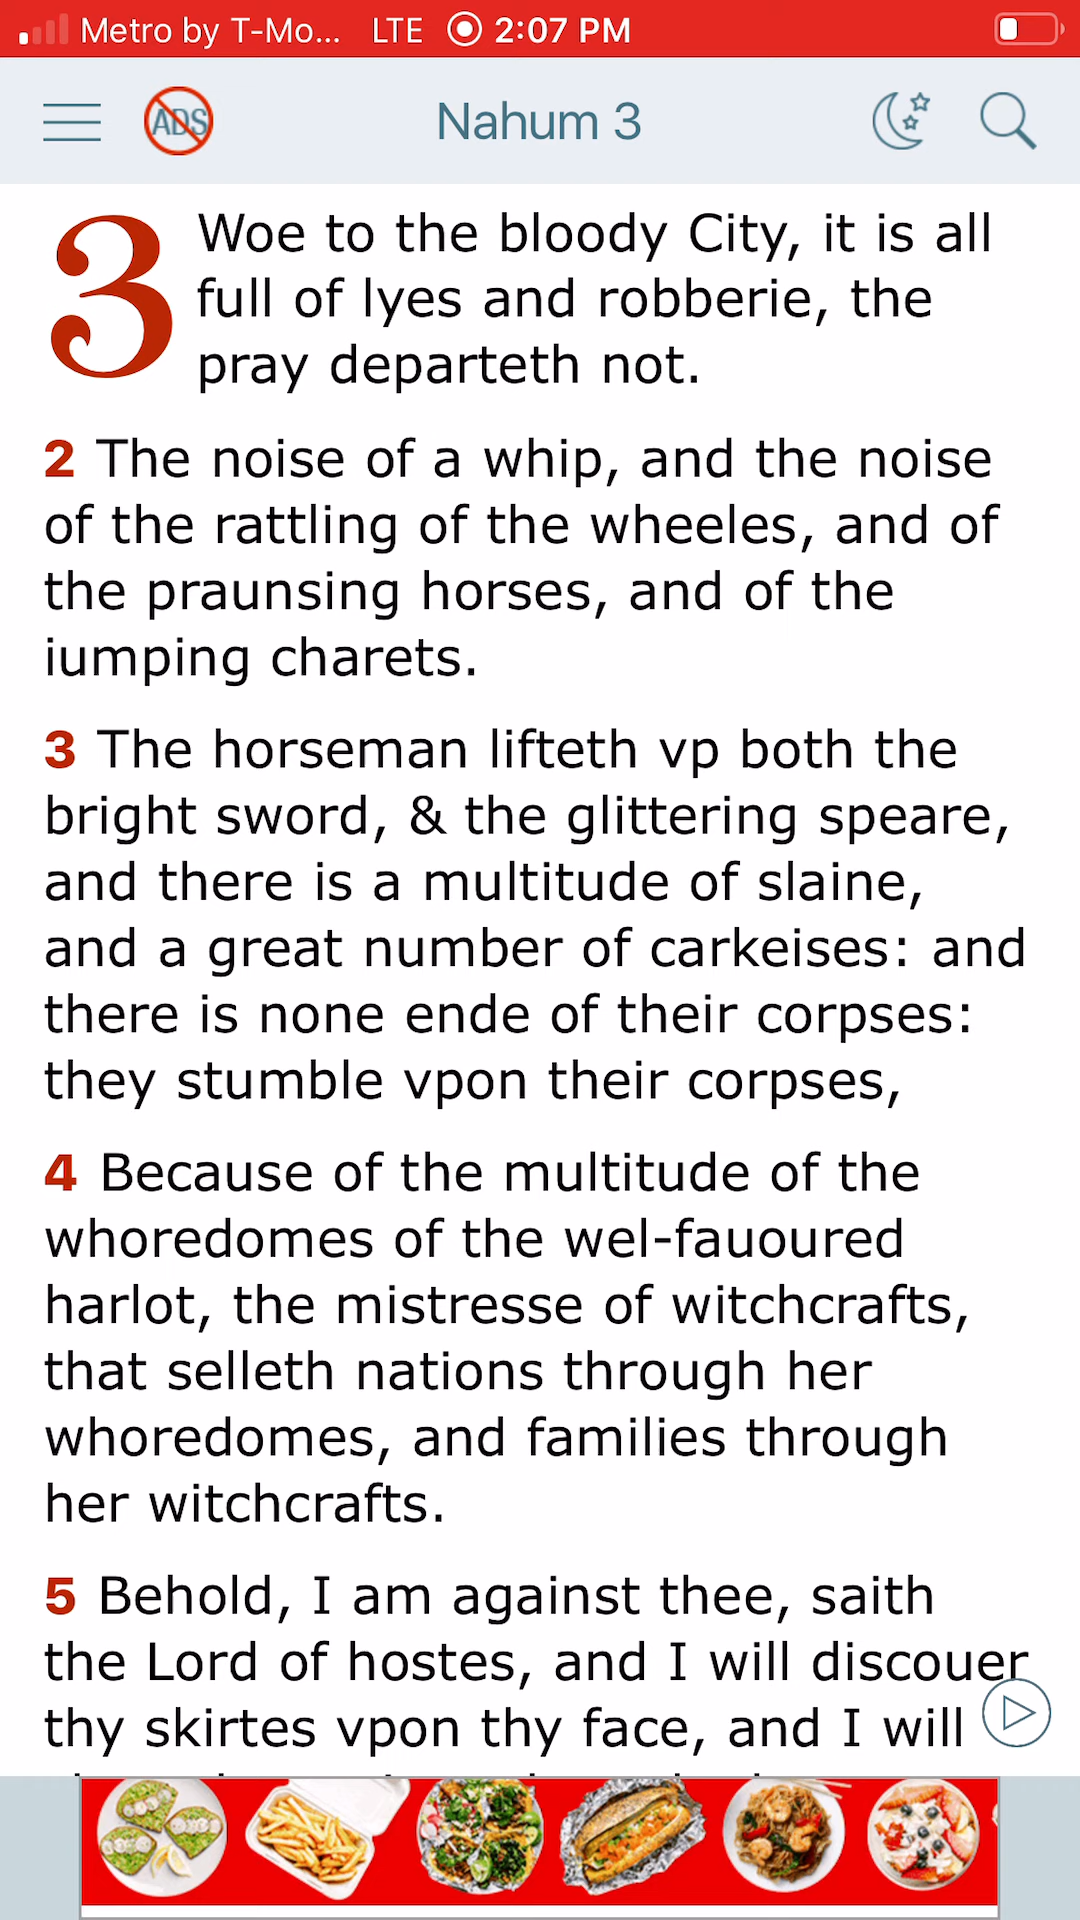 Metro by T-Mo... LTE 2:07 PM
ADS
Nahum 3
3 Woe to the bloody City, it is all
full of lyes and robberie, the
pray departeth not.
2 The noise of a whip, and the noise
of the rattling of the wheeles, and of
the praunsing horses, and of the
iumping charets.
3 The horseman lifteth vp both the
bright sword, & the glittering speare,
and there is a multitude of slaine,
and a great number of carkeises: and
there is none ende of their corpses:
they stumble vpon their corpses,
4 Because of the multitude of the
whoredomes of the wel-fauoured
harlot, the mistresse of witchcrafts,
that selleth nations through her
whoredomes, and families through
her witchcrafts.
5 Behold, I am against thee, saith
the Lord of hostes, and I will discouer
thy skirtes vpon thy face, and I will